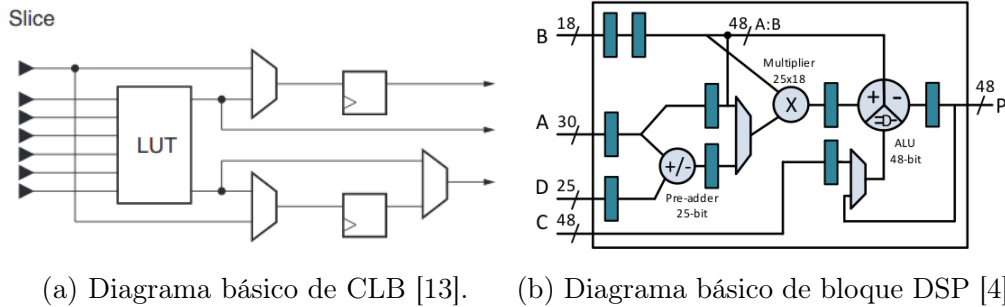 Slice
LUT
B
18
48
A:B
Multiplier
25x18
X
+
-
48
P
A
30
ALU
48-bit
+/-
D
25
Pre-adder
25-bit
C
48
(a) Diagrama básico de CLB [13].
(b) Diagrama básico de bloque DSP [4]